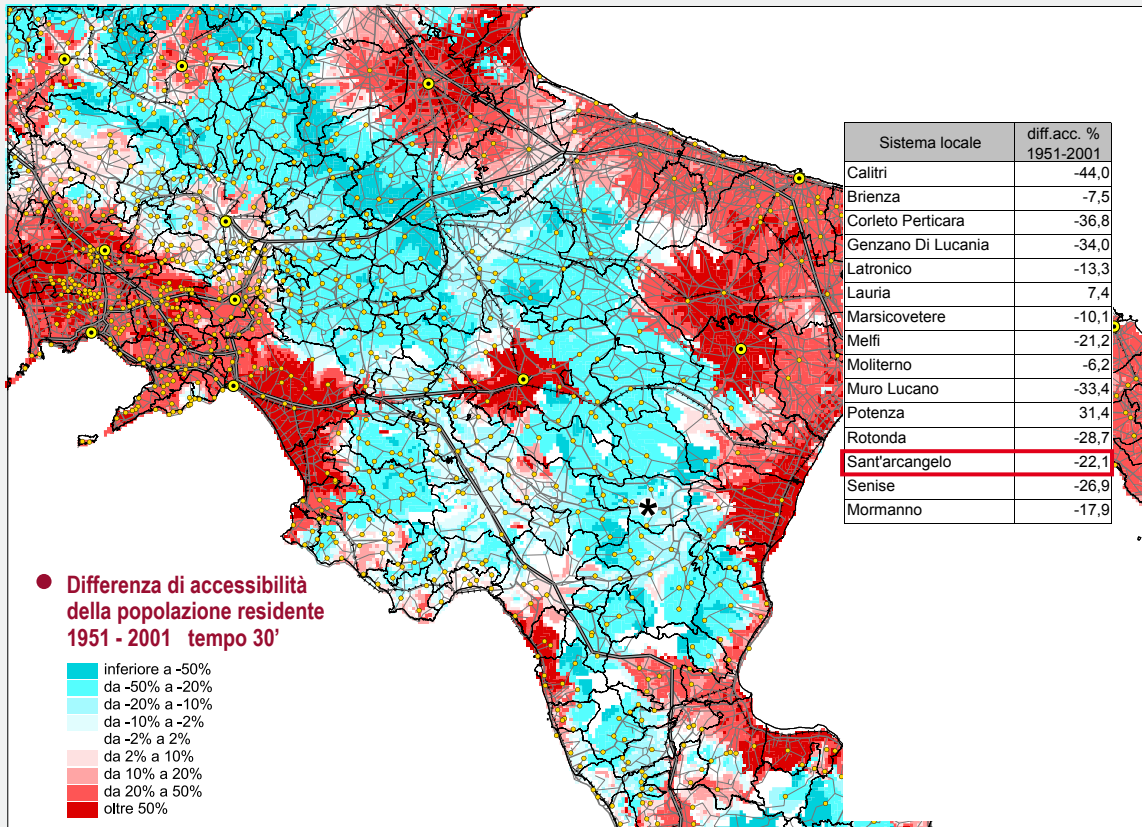 Sistema locale diff.acc. % 1951-2001
Calitri -44,0
Brienza -7,5
Corleto Perticara -36,8
Genzano Di Lucania -34,0
Latronico -13,3
Lauria 7,4
Marsicovetere -10,1
Melfi -21,2
Moliterno -6,2
Muro Lucano -33,4
Potenza 31,4
Rotonda -28,7
Sant'arcangelo -22,1
Senise -26,9
Mormanno -17,9
*
● Differenza di accessibilità
della popolazione residente
1951 - 2001 tempo 30’
inferiore a -50%
da -50% a -20%
da -20% a -10%
da -10% a -2%
da -2% a 2%
da 2% a 10%
da 10% a 20%
da 20% a 50%
oltre 50%